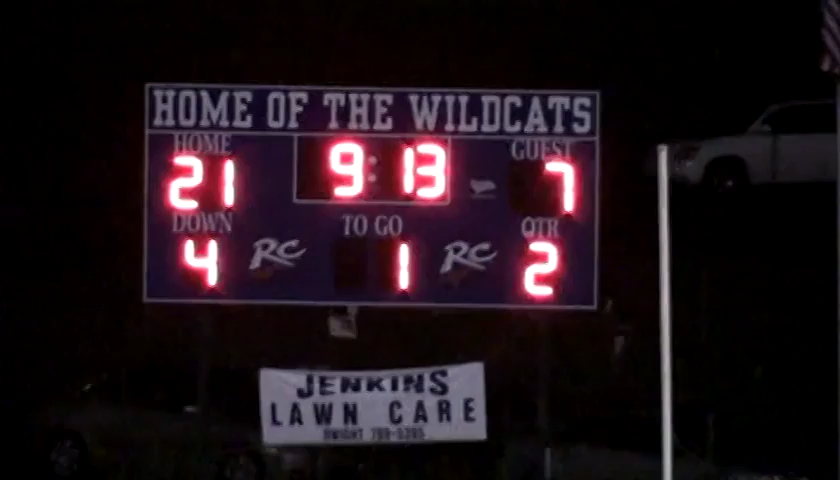 HOME OF THE WILDCATS
HOME 9:13 GUEST
21 7
DOWN TO GO QTR
4 RC 1 RC 2
JENKINS
LAWN CARE
DWIGHT